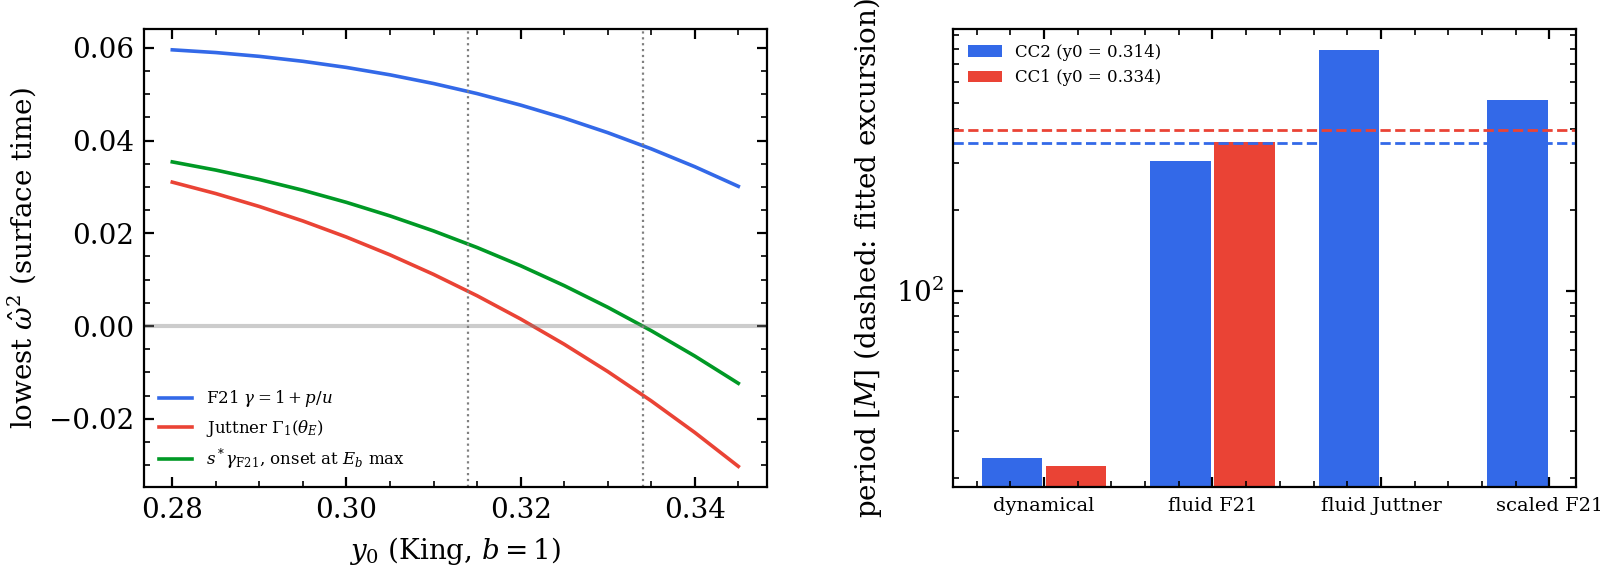 lowest ω̂² (surface time)
0.06
0.04
0.02
0.00
−0.02
F21 γ = 1 + p/u
Juttner Γ₁(θ_E)
s*γ_F21, onset at E_b max
0.28
0.30
0.32
0.34
y₀ (King, b = 1)
period [M] (dashed: fitted excursion)
10²
CC2 (y0 = 0.314)
CC1 (y0 = 0.334)
dynamical
fluid F21
fluid Juttner
scaled F21